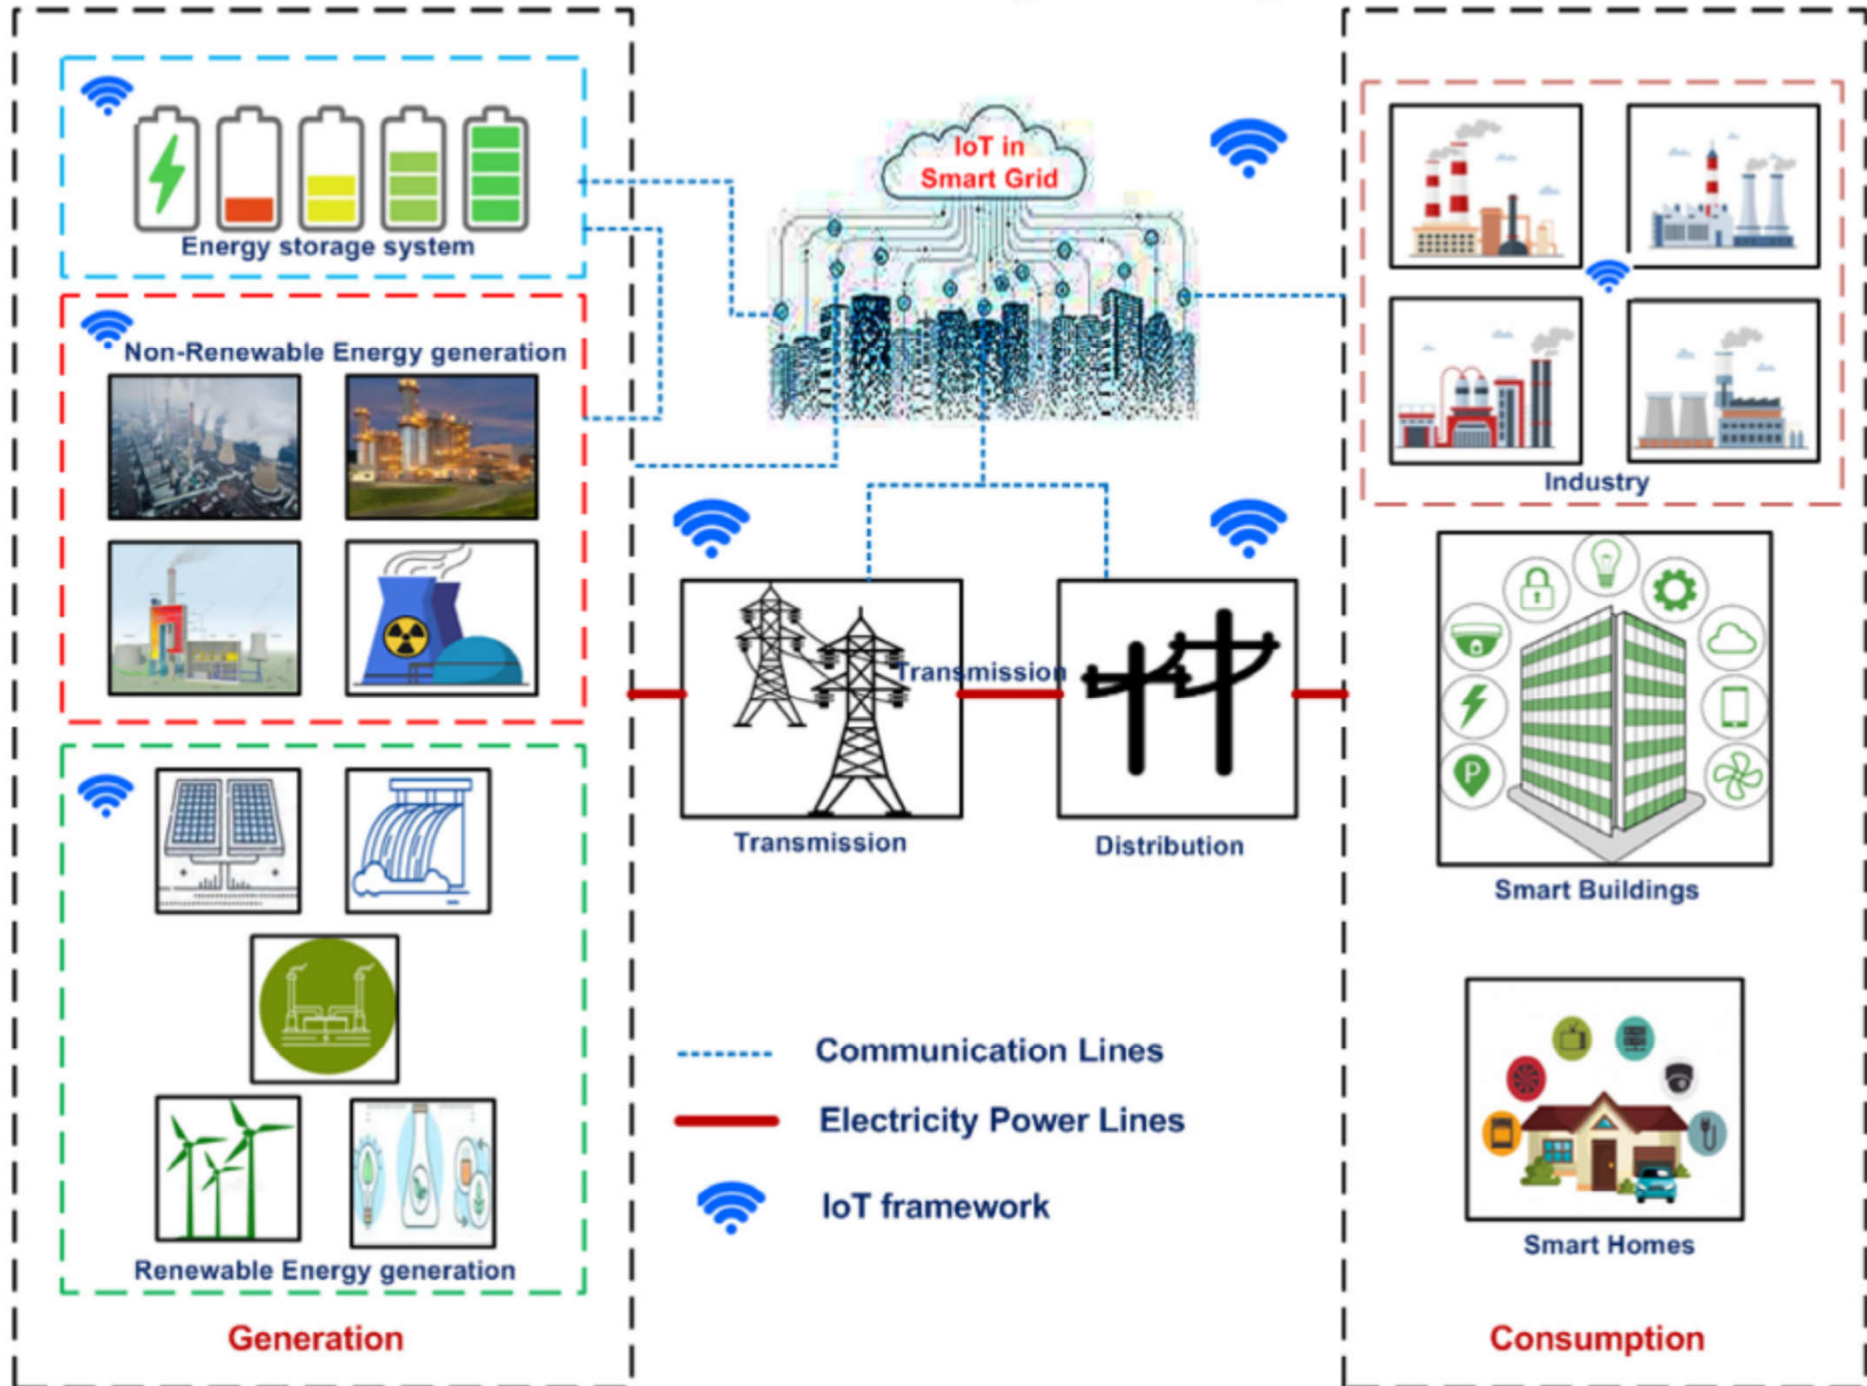 Energy storage system
Non-Renewable Energy generation
Renewable Energy generation
Generation
IoT in
Smart Grid
Transmission
Transmission
Distribution
Communication Lines
Electricity Power Lines
IoT framework
Industry
P
Smart Buildings
Smart Homes
Consumption